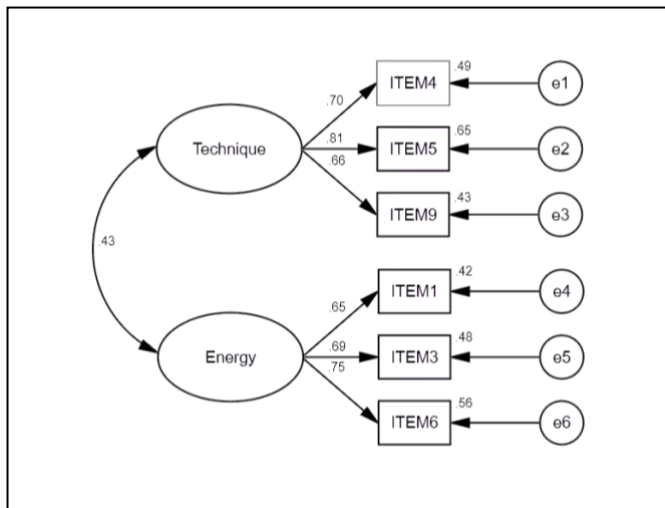 .49
ITEM4
e1
.70
.81
.65
Technique
ITEM5
e2
.66
.43
ITEM9
e3
.43
.42
ITEM1
e4
.65
.69
.48
Energy
ITEM3
e5
.75
.56
ITEM6
e6